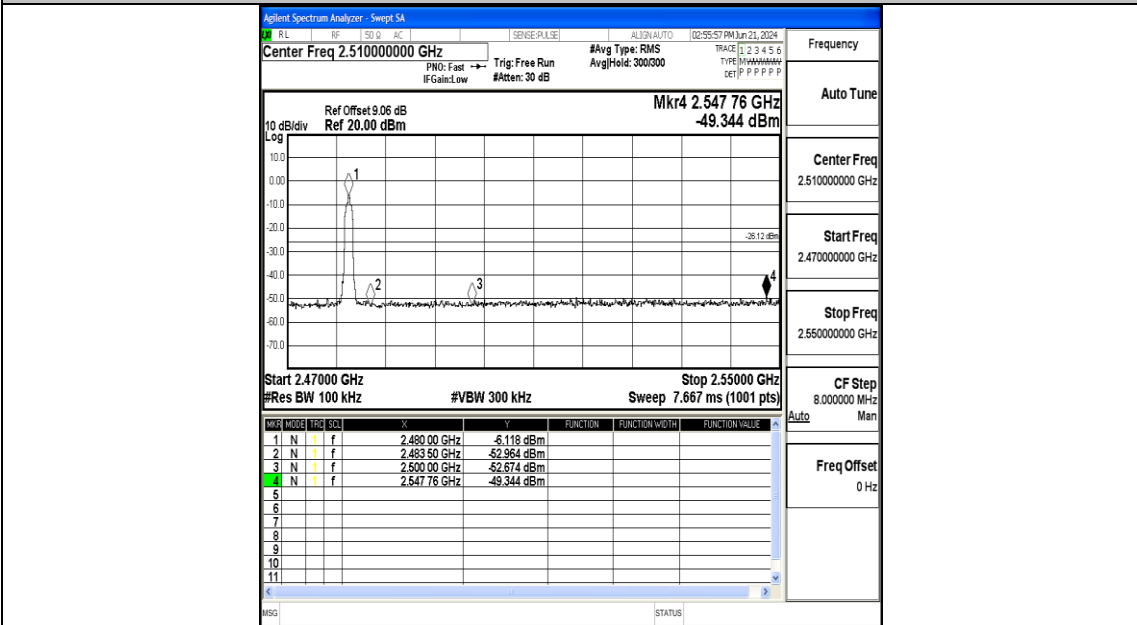 Agilent Spectrum Analyzer - Swept SA
RL RF 50 Ω AC SENSE:PULSE ALIGN AUTO 02:55:57 PM Jun 21, 2024
Center Freq 2.510000000 GHz
PNO: Fast
IFGain:Low
Trig: Free Run
#Atten: 30 dB
#Avg Type: RMS
Avg|Hold: 300/300
TRACE 1 2 3 4 5 6
TYPE
DET P P P P P P
Mkr4 2.547 76 GHz
-49.344 dBm
Ref Offset 9.06 dB
10 dB/div Ref 20.00 dBm
Log
10.0
0.00
-10.0
-20.0
-30.0
-40.0
-50.0
-60.0
-70.0
1
2
3
4
-26.12 dBm
Start 2.47000 GHz Stop 2.55000 GHz
#Res BW 100 kHz #VBW 300 kHz Sweep 7.667 ms (1001 pts)
MKR MODE TRC SCL X Y FUNCTION FUNCTION WIDTH FUNCTION VALUE
1 N 1 f 2.480 00 GHz -6.118 dBm
2 N 1 f 2.483 50 GHz -52.964 dBm
3 N 1 f 2.500 00 GHz -52.674 dBm
4 N 1 f 2.547 76 GHz -49.344 dBm
5
6
7
8
9
10
11
MSG STATUS
Frequency
Auto Tune
Center Freq
2.510000000 GHz
Start Freq
2.470000000 GHz
Stop Freq
2.550000000 GHz
CF Step
8.000000 MHz
Auto Man
Freq Offset
0 Hz